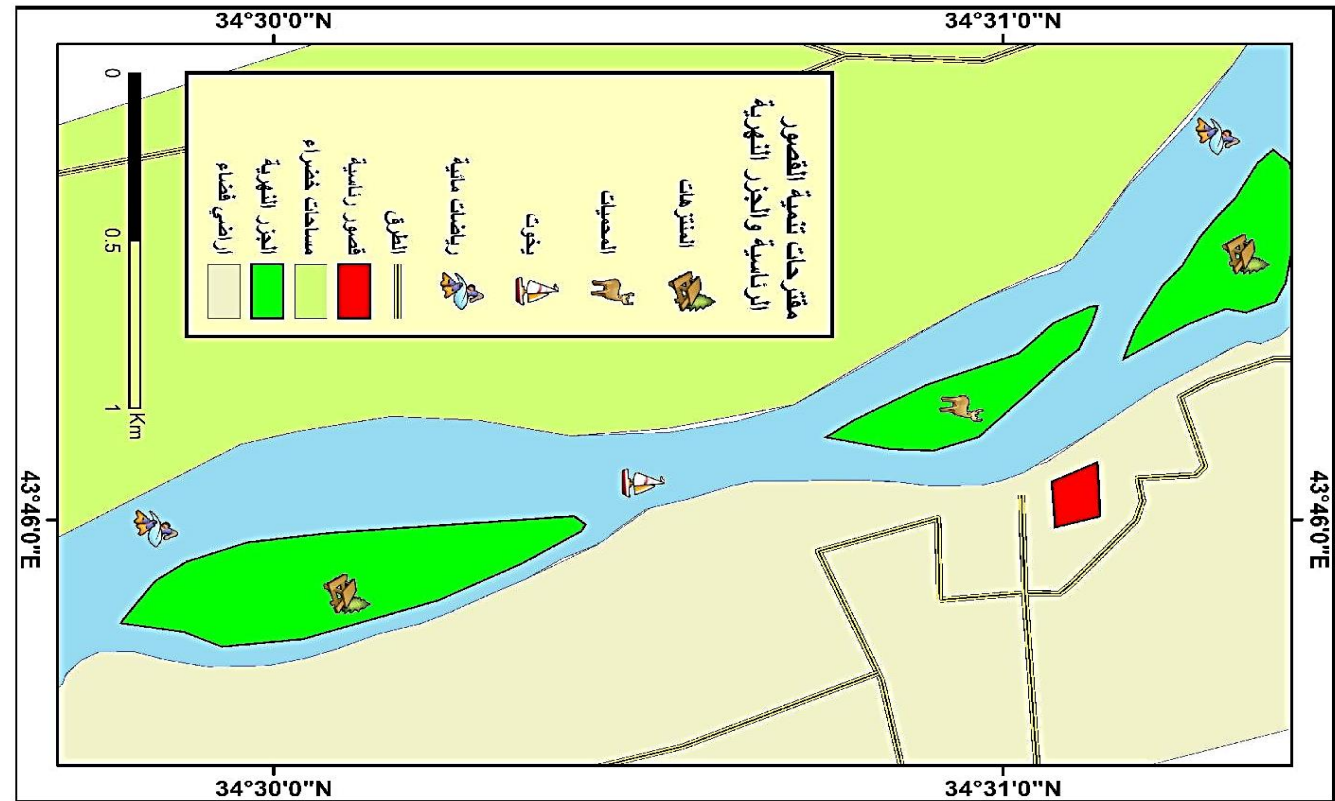 34°30'0"N
34°31'0"N
مقترحات تنمية القصور
الرئاسية والجزر النهرية
المنتزهات
المحميات
يخوت
رياضات مائية
الطرق
قصور رئاسية
مساحات خضراء
الجزر النهرية
اراضي فضاء
0
0.5
1
Km
43°46'0"E
43°46'0"E
34°30'0"N
34°31'0"N